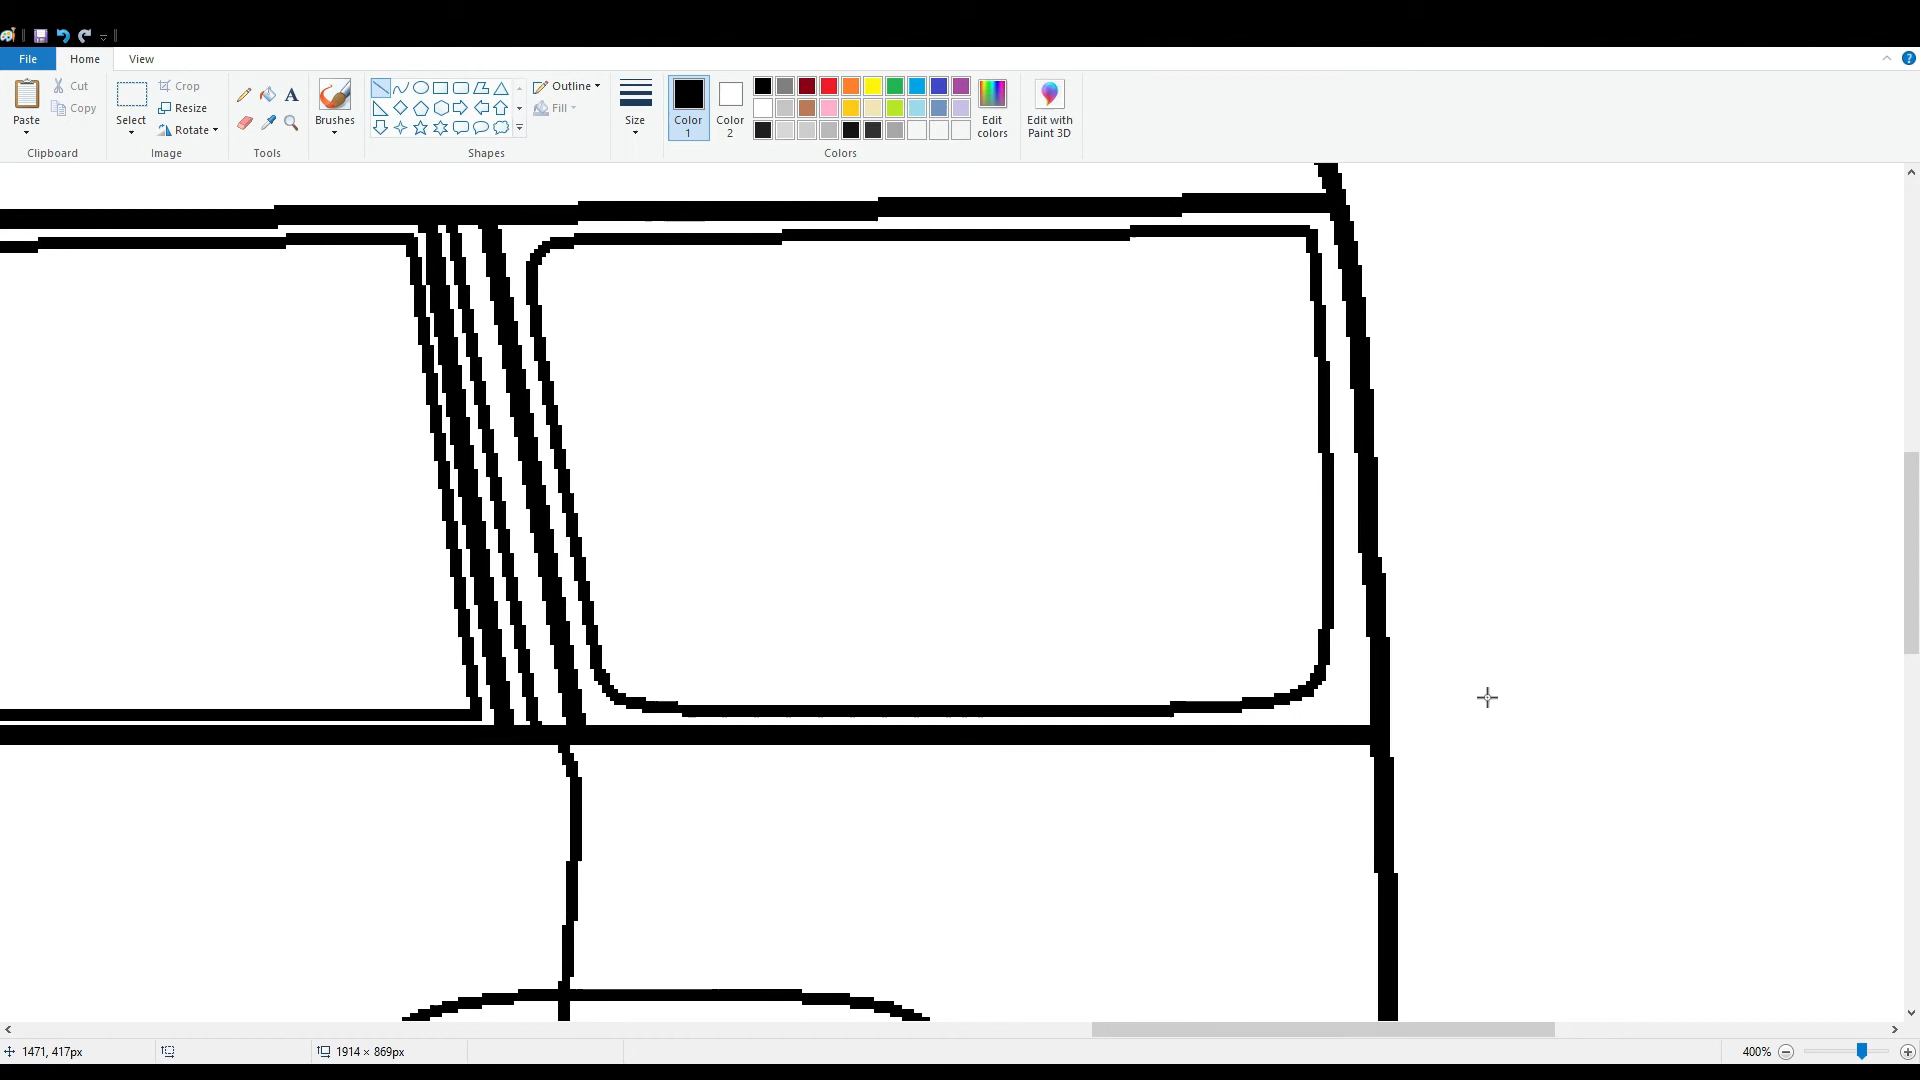 File Home View
Paste
Cut
Copy
Clipboard
Select
Crop
Resize
Rotate
Image
A
Tools
Brushes
Shapes
Outline
Fill
Size
Color 1
Color 2
Colors
Edit colors
Edit with Paint 3D
1471, 417px
1914 × 869px
400%